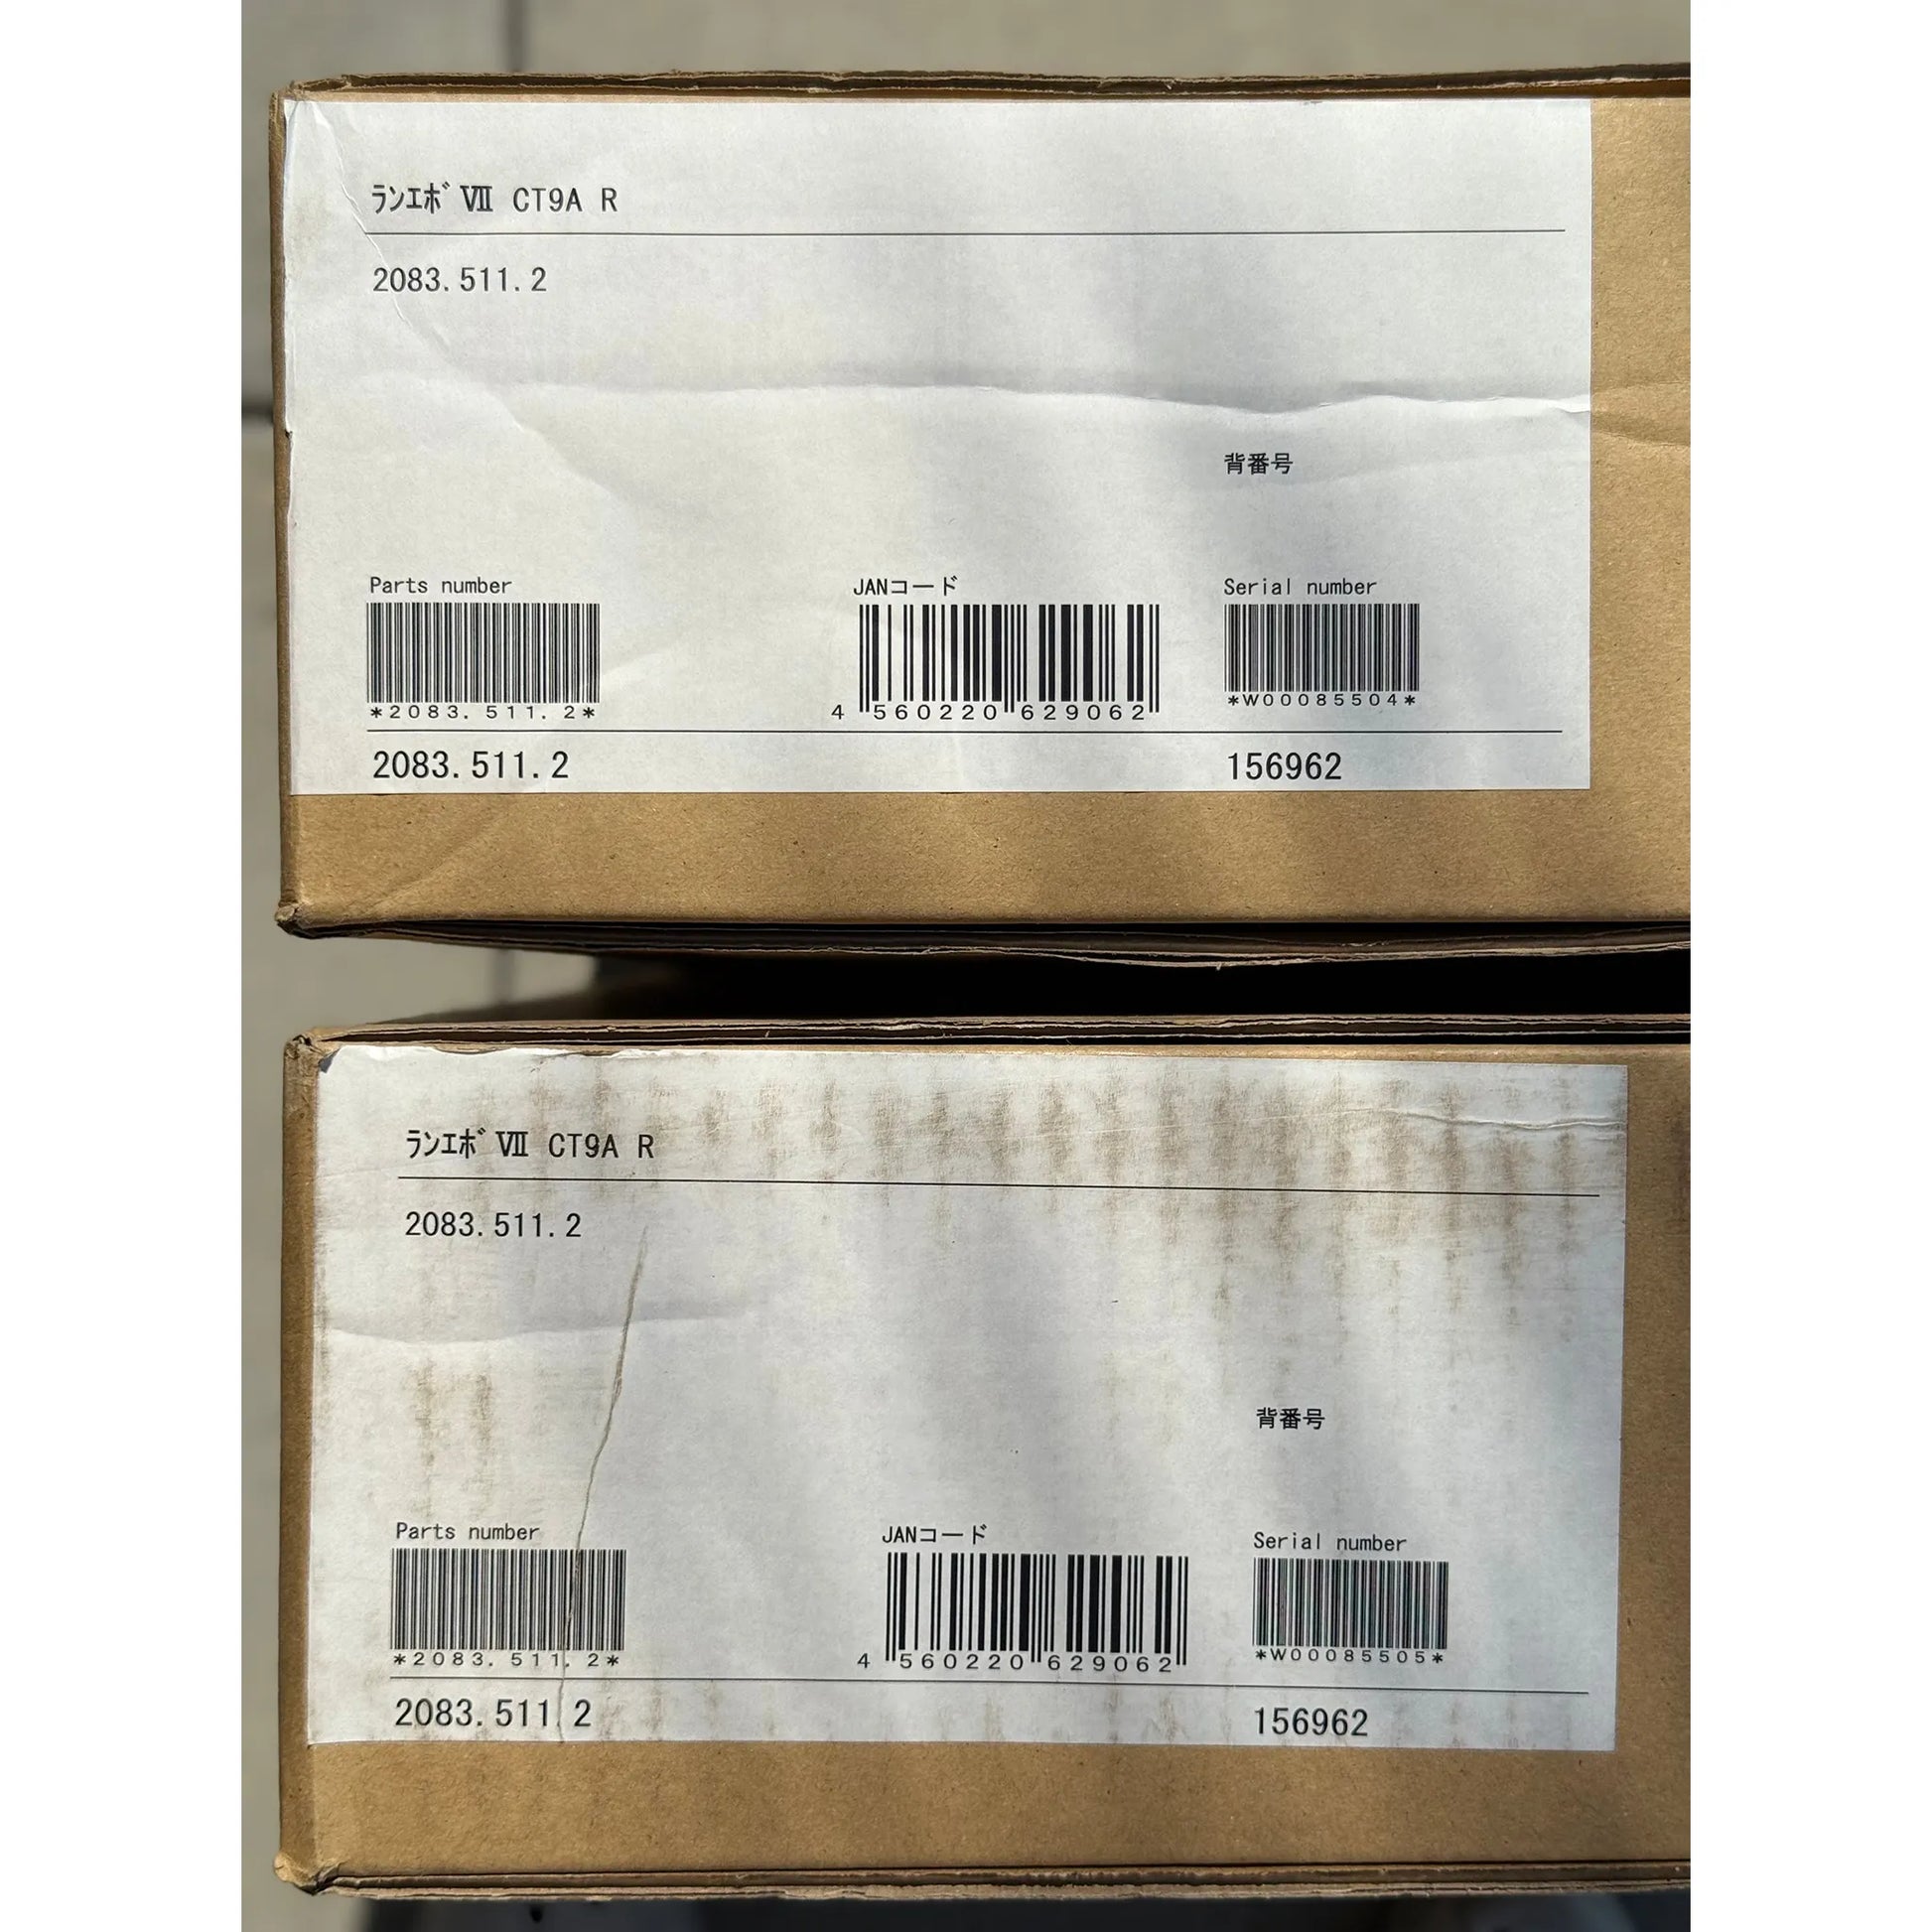 ﾗﾝｴﾎﾞ Ⅶ CT9A R
2083.511.2
背番号
Parts number JANコード Serial number
*2083.511.2* 4 560220 629062 *W00085504*
2083.511.2 156962
ﾗﾝｴﾎﾞ Ⅶ CT9A R
2083.511.2
背番号
Parts number JANコード Serial number
*2083.511.2* 4 560220 629062 *W00085505*
2083.511.2 156962